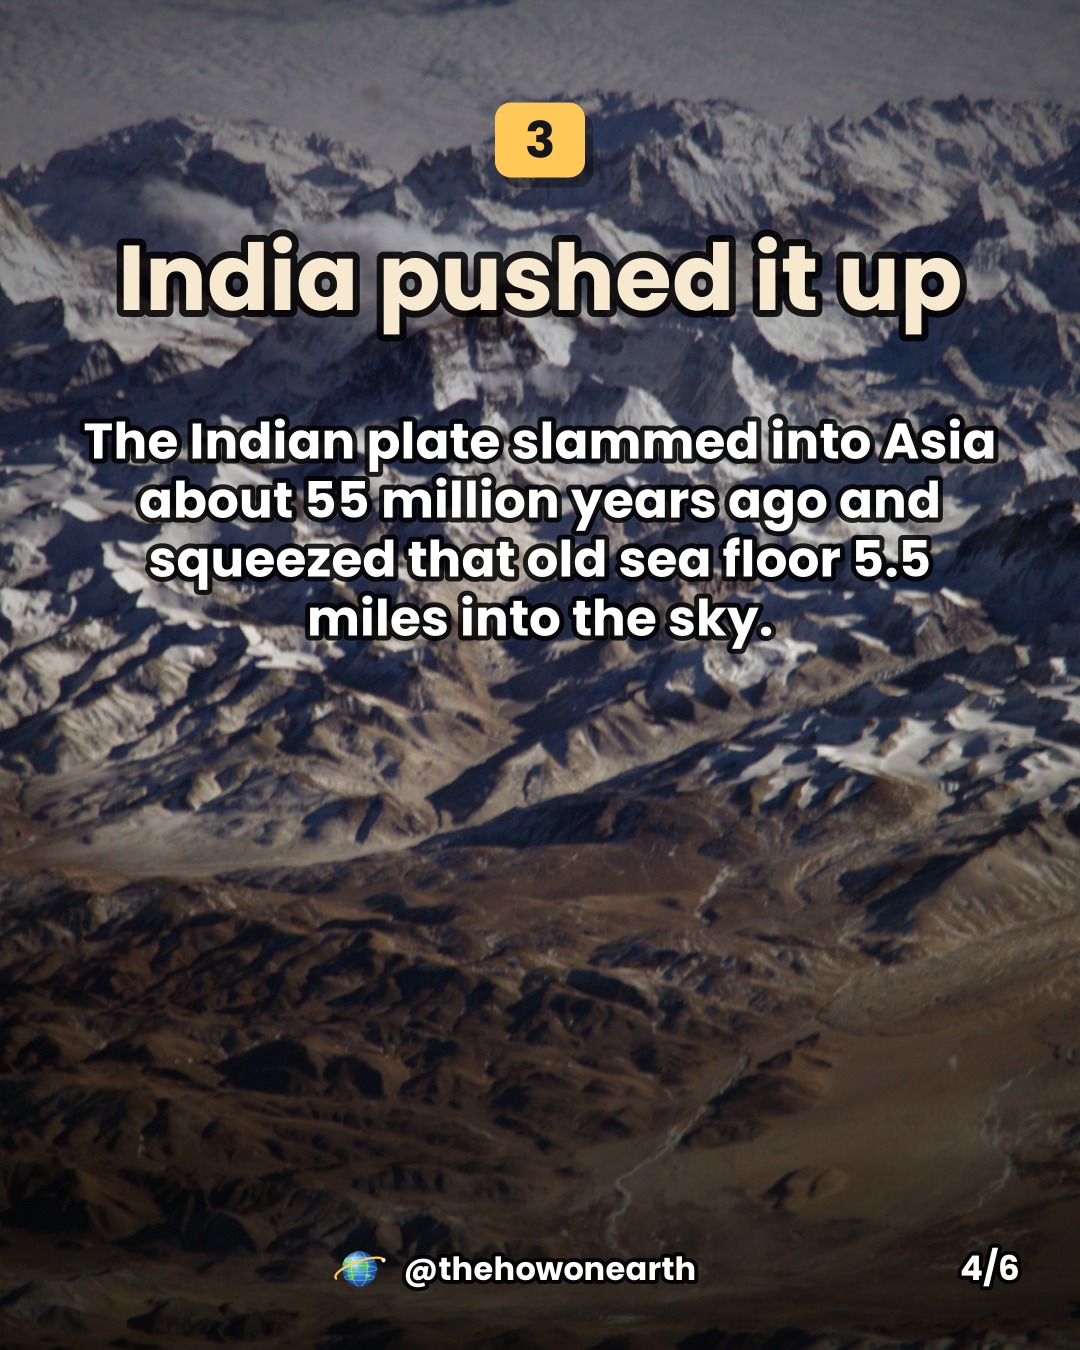 3
India pushed it up
The Indian plate slammed into Asia
about 55 million years ago and
squeezed that old sea floor 5.5
miles into the sky.
@thehowonearth
4/6